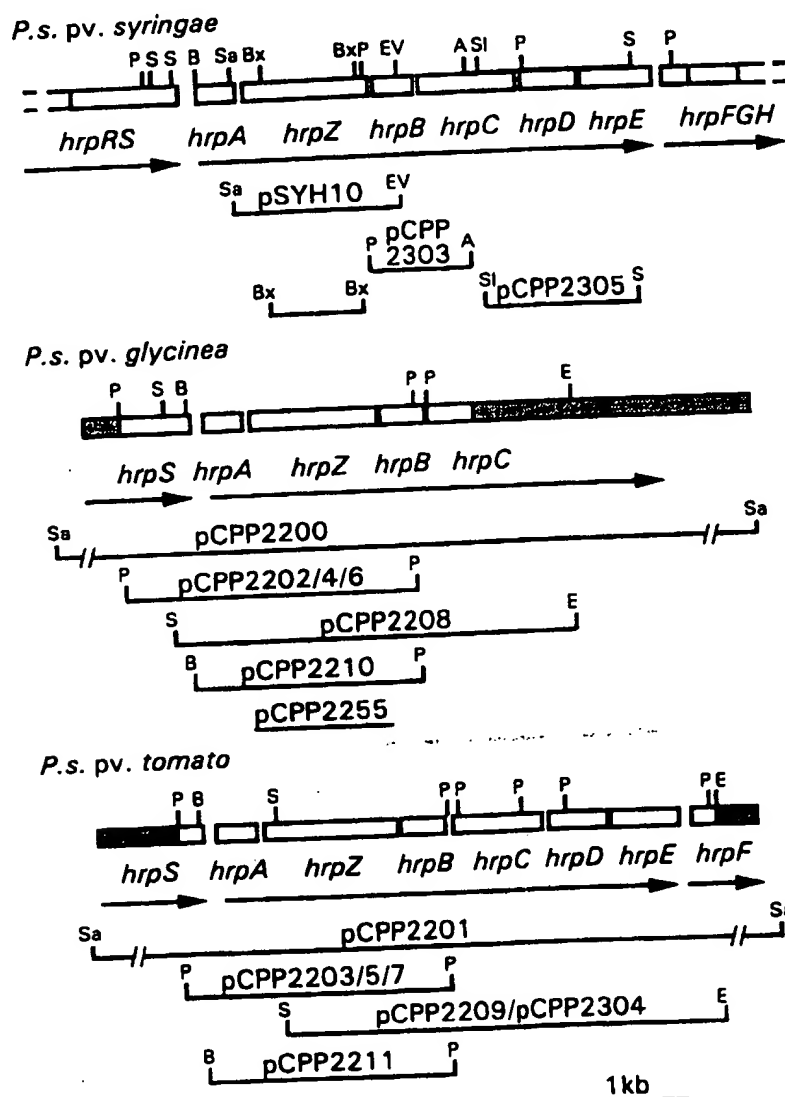 P.s. pv. syringae
P S S B Sa Bx Bx P EV A Sl P S P
hrpRS hrpA hrpZ hrpB hrpC hrpD hrpE hrpFGH
Sa pSYH10 EV
P pCPP A
2303
Bx Bx Sl pCPP2305 S
P.s. pv. glycinea
P S B P P E
hrpS hrpA hrpZ hrpB hrpC
Sa pCPP2200 Sa
P pCPP2202/4/6 P
S pCPP2208 E
B pCPP2210 P
pCPP2255
P.s. pv. tomato
P B S P P P P P E
hrpS hrpA hrpZ hrpB hrpC hrpD hrpE hrpF
Sa pCPP2201 Sa
P pCPP2203/5/7 P
S pCPP2209/pCPP2304 E
B pCPP2211 P
1kb